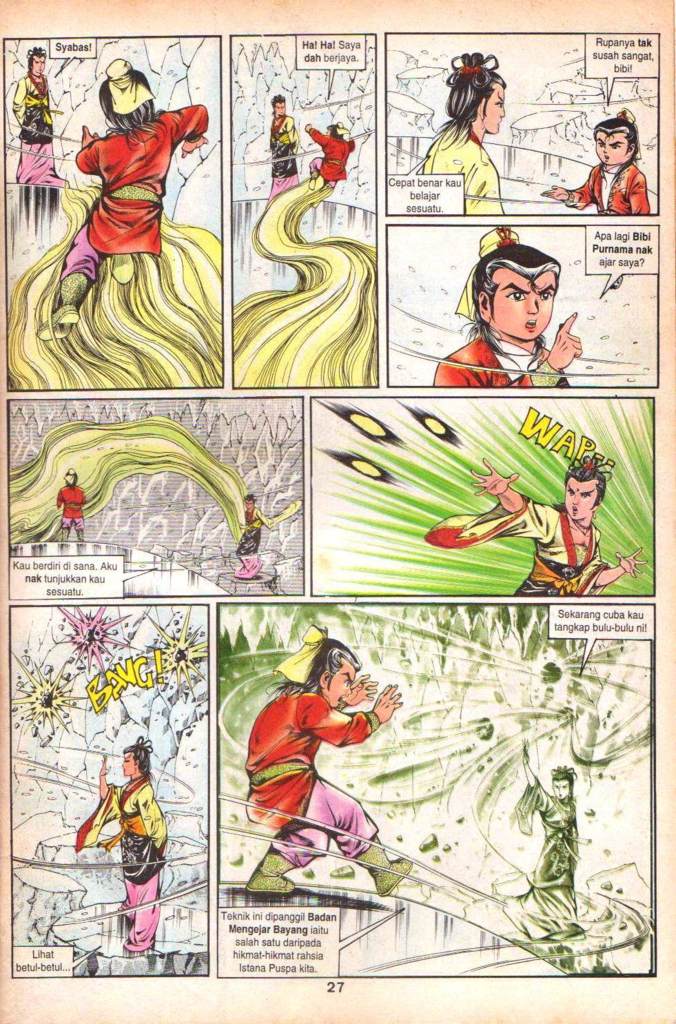 Syabas!
Ha! Ha! Saya
dah berjaya.
Rupanya tak
susah sangat,
bibi!
Cepat benar kau
belajar
sesuatu.
Apa lagi Bibi
Purnama nak
ajar saya?
Kau berdiri di sana. Aku
nak tunjukkan kau
sesuatu.
BANG!
Lihat
betul-betul...
Sekarang cuba kau
tangkap bulu-bulu ni!
Teknik ini dipanggil Badan
Mengejar Bayang iaitu
salah satu daripada
hikmat-hikmat rahsia
Istana Puspa kita.
27